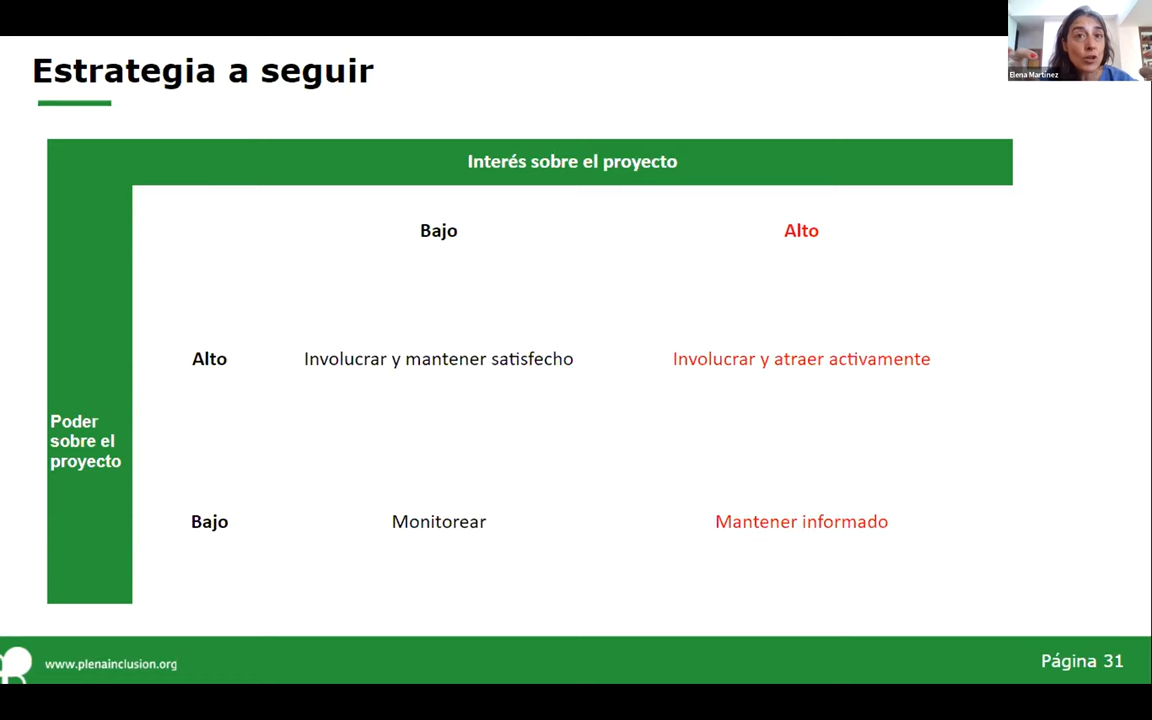 Estrategia a seguir
Elena Martínez
Interés sobre el proyecto
Bajo
Alto
Alto
Involucrar y mantener satisfecho
Involucrar y atraer activamente
Poder
sobre el
proyecto
Bajo
Monitorear
Mantener informado
www.plenainclusion.org
Página 31